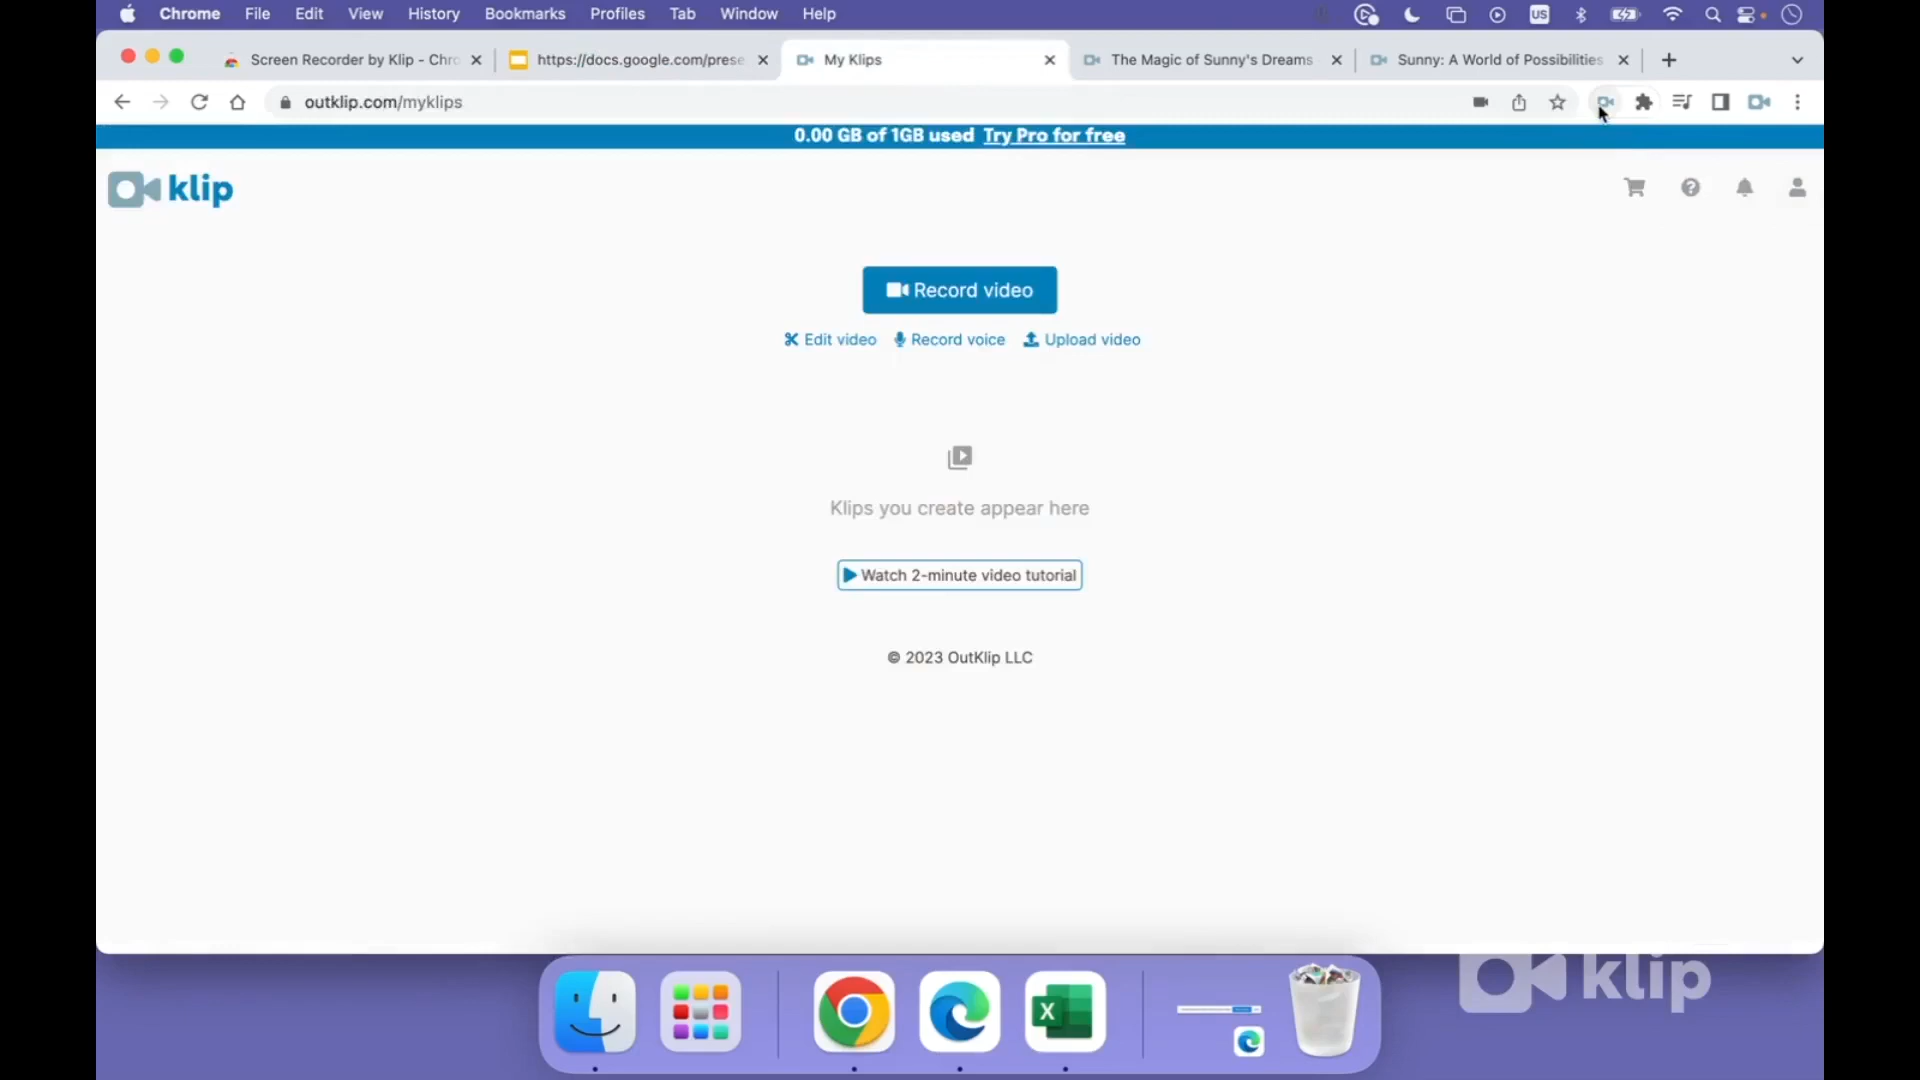 Chrome File Edit View History Bookmarks Profiles Tab Window Help US
Screen Recorder by Klip - Chro
https://docs.google.com/prese
My Klips
The Magic of Sunny's Dreams
Sunny: A World of Possibilities
outklip.com/myklips
0.00 GB of 1GB used Try Pro for free
klip
Record video
Edit video Record voice Upload video
Klips you create appear here
Watch 2-minute video tutorial
© 2023 OutKlip LLC
klip
X